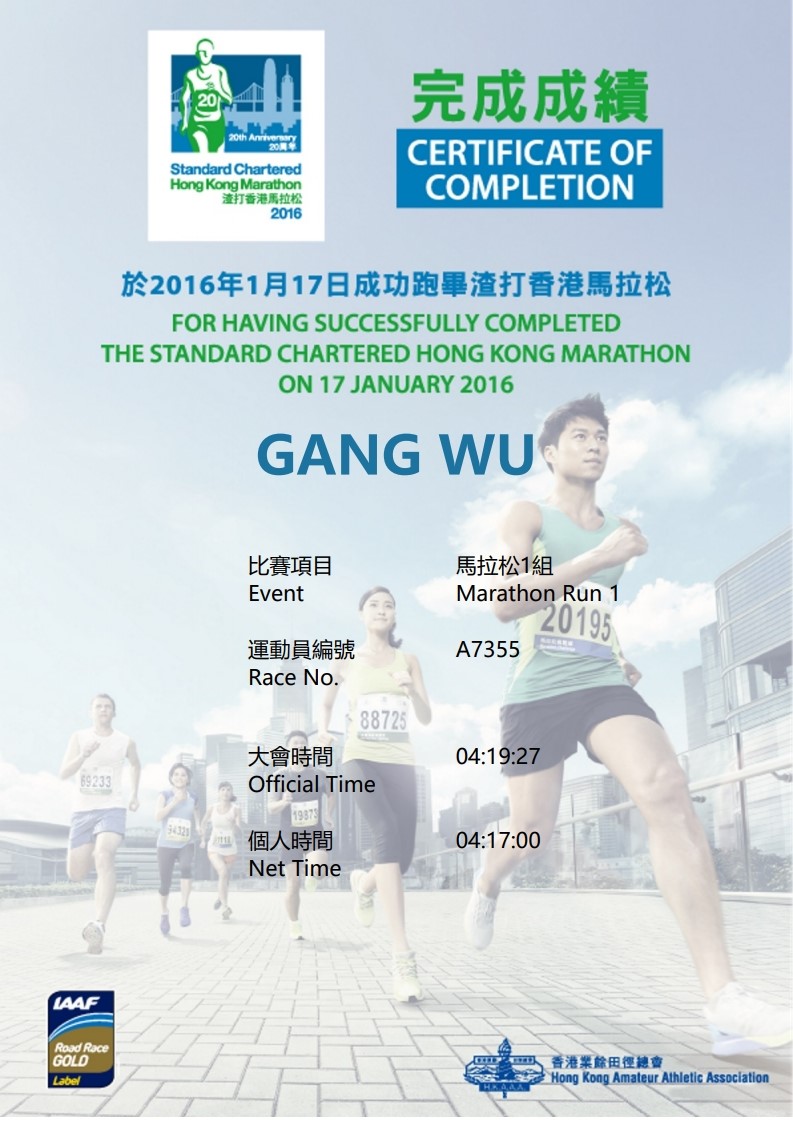 20
20th Anniversary
20周年
Standard Chartered
Hong Kong Marathon
渣打香港馬拉松
2016
完成成績
CERTIFICATE OF
COMPLETION
於2016年1月17日成功跑畢渣打香港馬拉松
FOR HAVING SUCCESSFULLY COMPLETED
THE STANDARD CHARTERED HONG KONG MARATHON
ON 17 JANUARY 2016
GANG WU
比賽項目 馬拉松1組
Event Marathon Run 1
20195
運動員編號 A7355
Race No.
88725
大會時間 04:19:27
Official Time
69233
94321
19873
個人時間 04:17:00
Net Time
IAAF
Road Race
GOLD
Label
H.K.A.A.A.
香港業餘田徑總會
Hong Kong Amateur Athletic Association